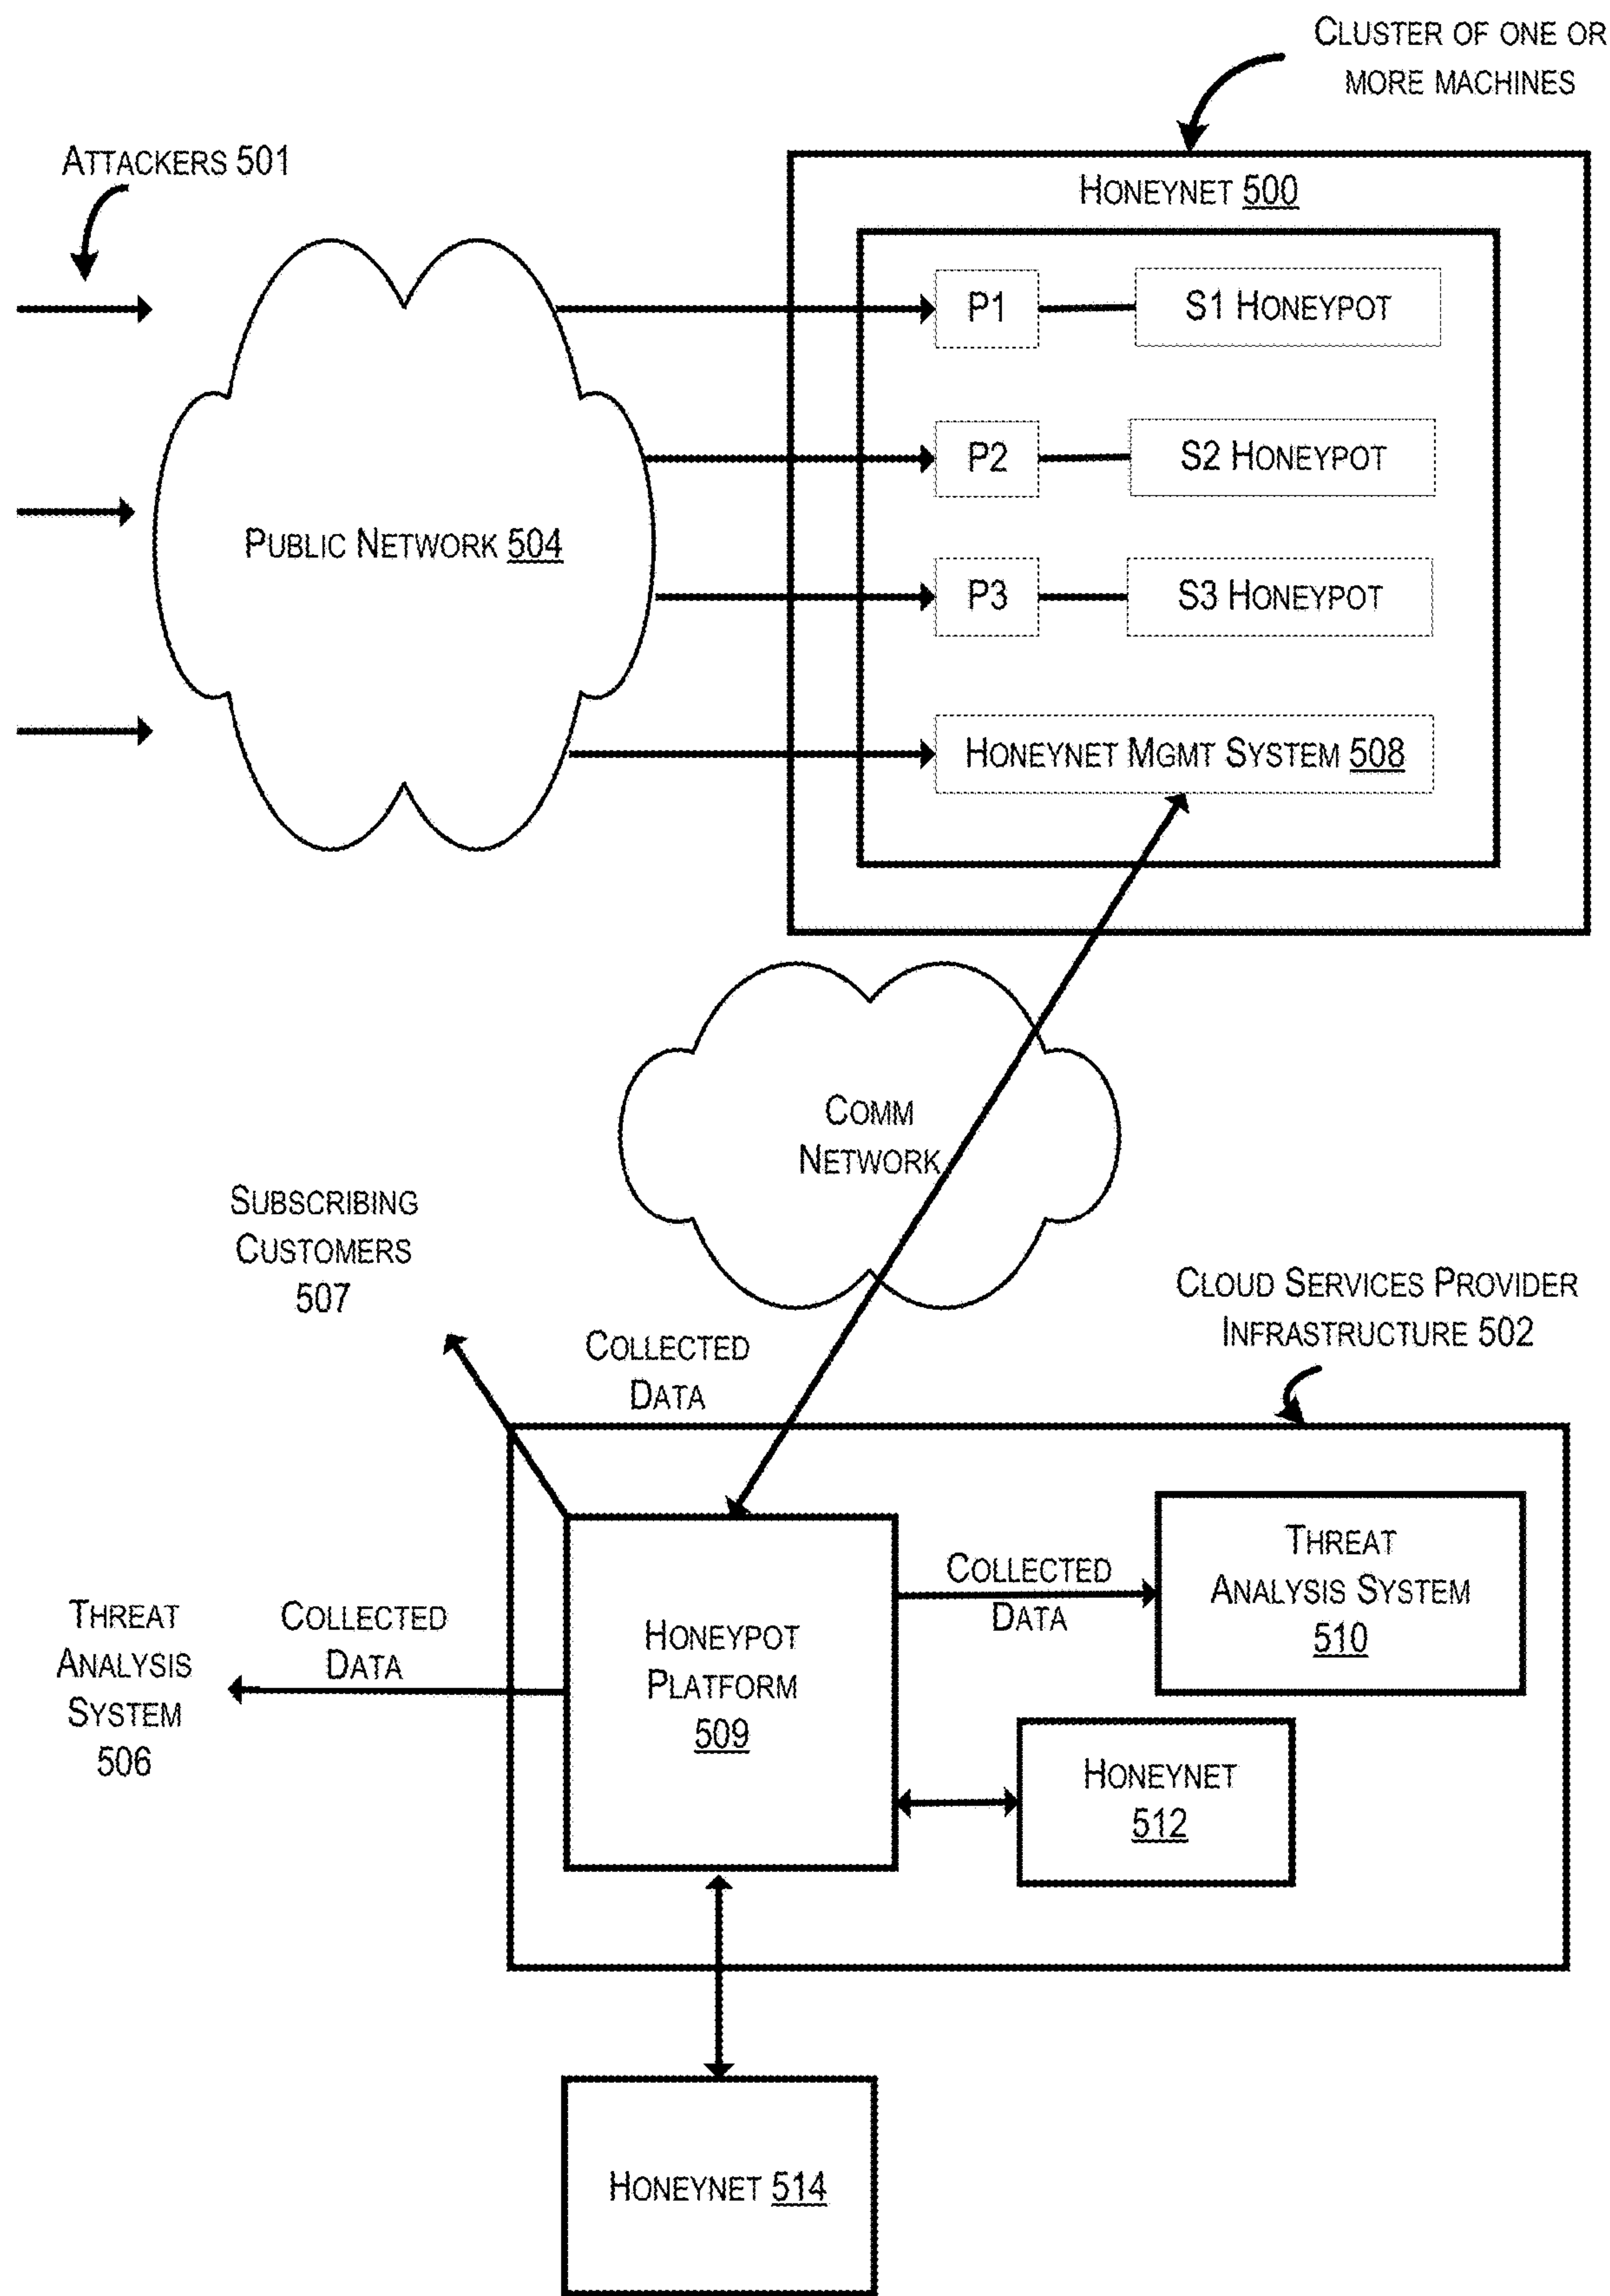 CLUSTER OF ONE OR
MORE MACHINES
ATTACKERS 501
HONEYNET 500
P1
S1 HONEYPOT
P2
S2 HONEYPOT
PUBLIC NETWORK 504
P3
S3 HONEYPOT
HONEYNET MGMT SYSTEM 508
COMM
NETWORK
SUBSCRIBING
CUSTOMERS
507
CLOUD SERVICES PROVIDER
INFRASTRUCTURE 502
COLLECTED
DATA
THREAT
ANALYSIS SYSTEM
510
COLLECTED
DATA
THREAT
ANALYSIS
SYSTEM
506
COLLECTED
DATA
HONEYPOT
PLATFORM
509
HONEYNET
512
HONEYNET 514